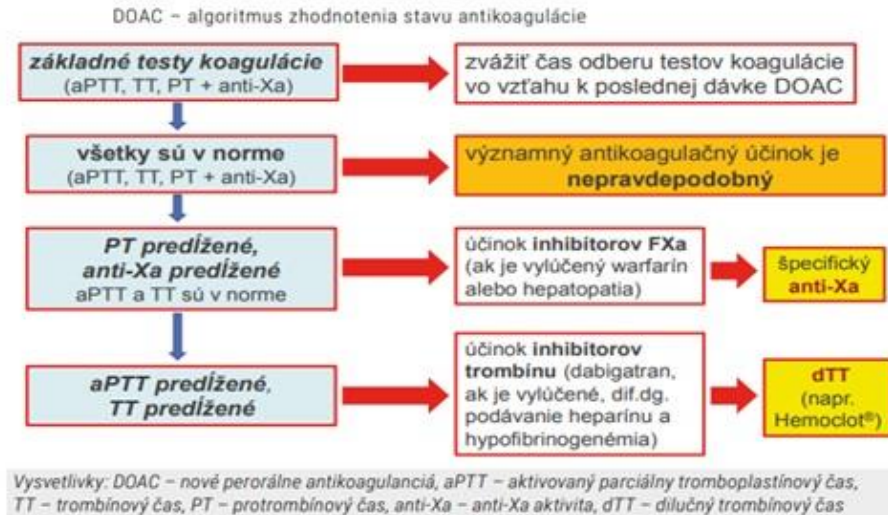 DOAC – algoritmus zhodnotenia stavu antikoagulácie
základné testy koagulácie
(aPTT, TT, PT + anti-Xa)
zvážiť čas odberu testov koagulácie
vo vzťahu k poslednej dávke DOAC
všetky sú v norme
(aPTT, TT, PT + anti-Xa)
významný antikoagulačný účinok je
nepravdepodobný
PT predĺžené,
anti-Xa predĺžené
aPTT a TT sú v norme
účinok inhibitorov FXa
(ak je vylúčený warfarín
alebo hepatopatia)
špecifický
anti-Xa
aPTT predĺžené,
TT predĺžené
účinok inhibitorov
trombínu (dabigatran,
ak je vylúčené, dif.dg.
podávanie heparínu a
hypofibrinogenémia)
dTT
(napr.
Hemoclot®)
Vysvetlivky: DOAC – nové perorálne antikoagulanciá, aPTT – aktivovaný parciálny tromboplastínový čas,
TT – trombínový čas, PT – protrombínový čas, anti-Xa – anti-Xa aktivita, dTT – dilučný trombínový čas